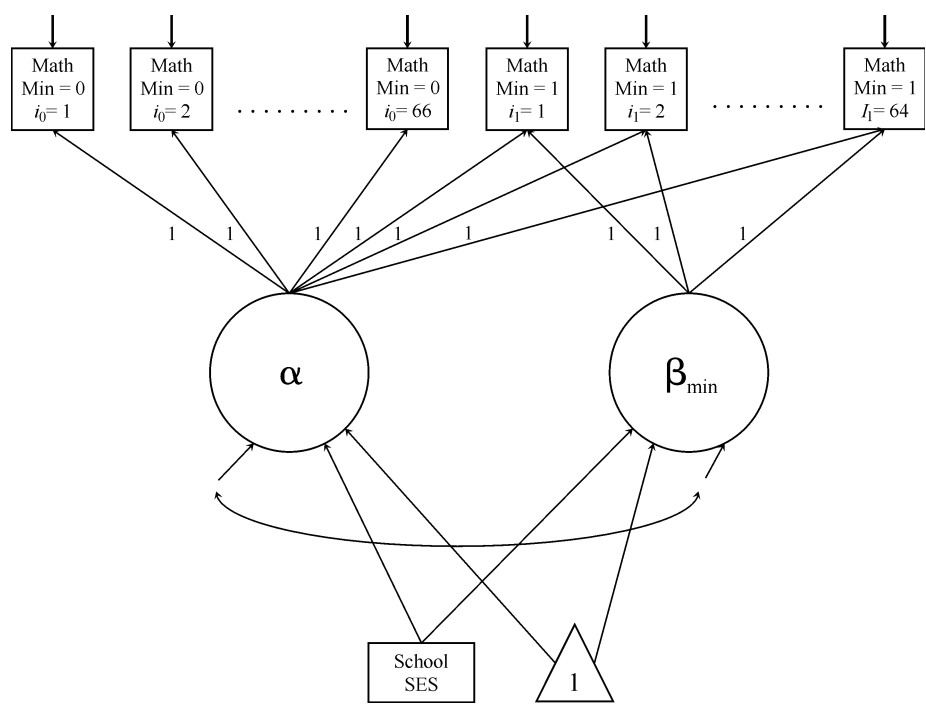 Math
Min = 0
i₀= 1
Math
Min = 0
i₀= 2
. . . . . . . . . . .
Math
Min = 0
i₀= 66
Math
Min = 1
i₁= 1
Math
Min = 1
i₁= 2
. . . . . . . . . . .
Math
Min = 1
I₁= 64
1 1 1 1 1 1 1 1 1
α
βmin
School
SES
1